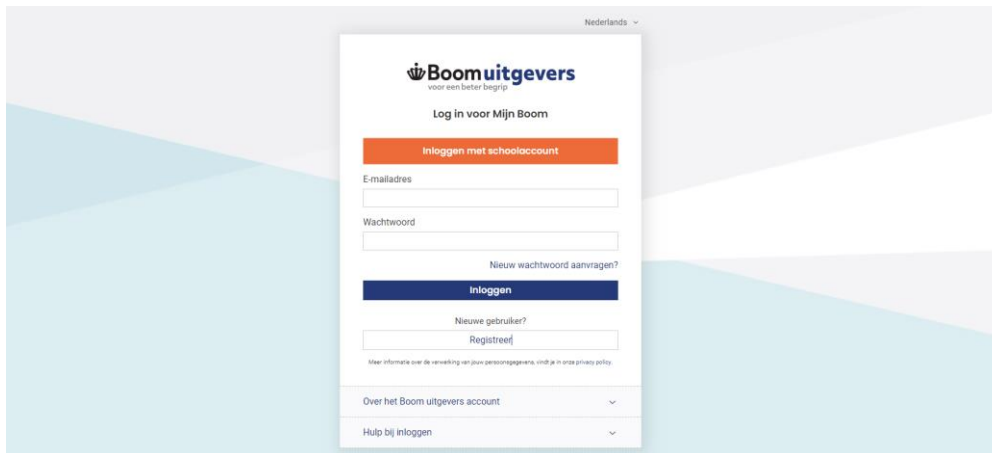 Nederlands
Boomuitgevers
voor een beter begrip
Log in voor Mijn Boom
Inloggen met schoolaccount
E-mailadres
Wachtwoord
Nieuw wachtwoord aanvragen?
Inloggen
Nieuwe gebruiker?
Registreer
Meer informatie over de verwerking van jouw persoonsgegevens, vindt je in onze privacy policy.
Over het Boom uitgevers account
Hulp bij inloggen